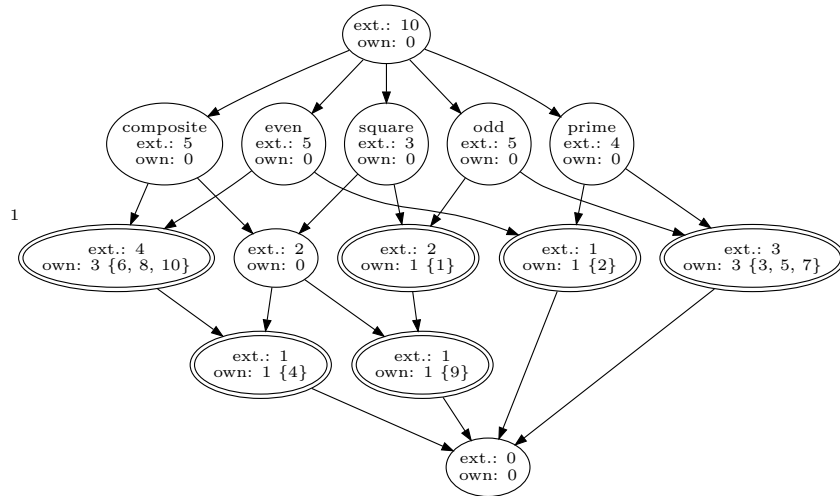 ext.: 10
own: 0
composite
ext.: 5
own: 0
even
ext.: 5
own: 0
square
ext.: 3
own: 0
odd
ext.: 5
own: 0
prime
ext.: 4
own: 0
1
ext.: 4
own: 3 {6, 8, 10}
ext.: 2
own: 0
ext.: 2
own: 1 {1}
ext.: 1
own: 1 {2}
ext.: 3
own: 3 {3, 5, 7}
ext.: 1
own: 1 {4}
ext.: 1
own: 1 {9}
ext.: 0
own: 0